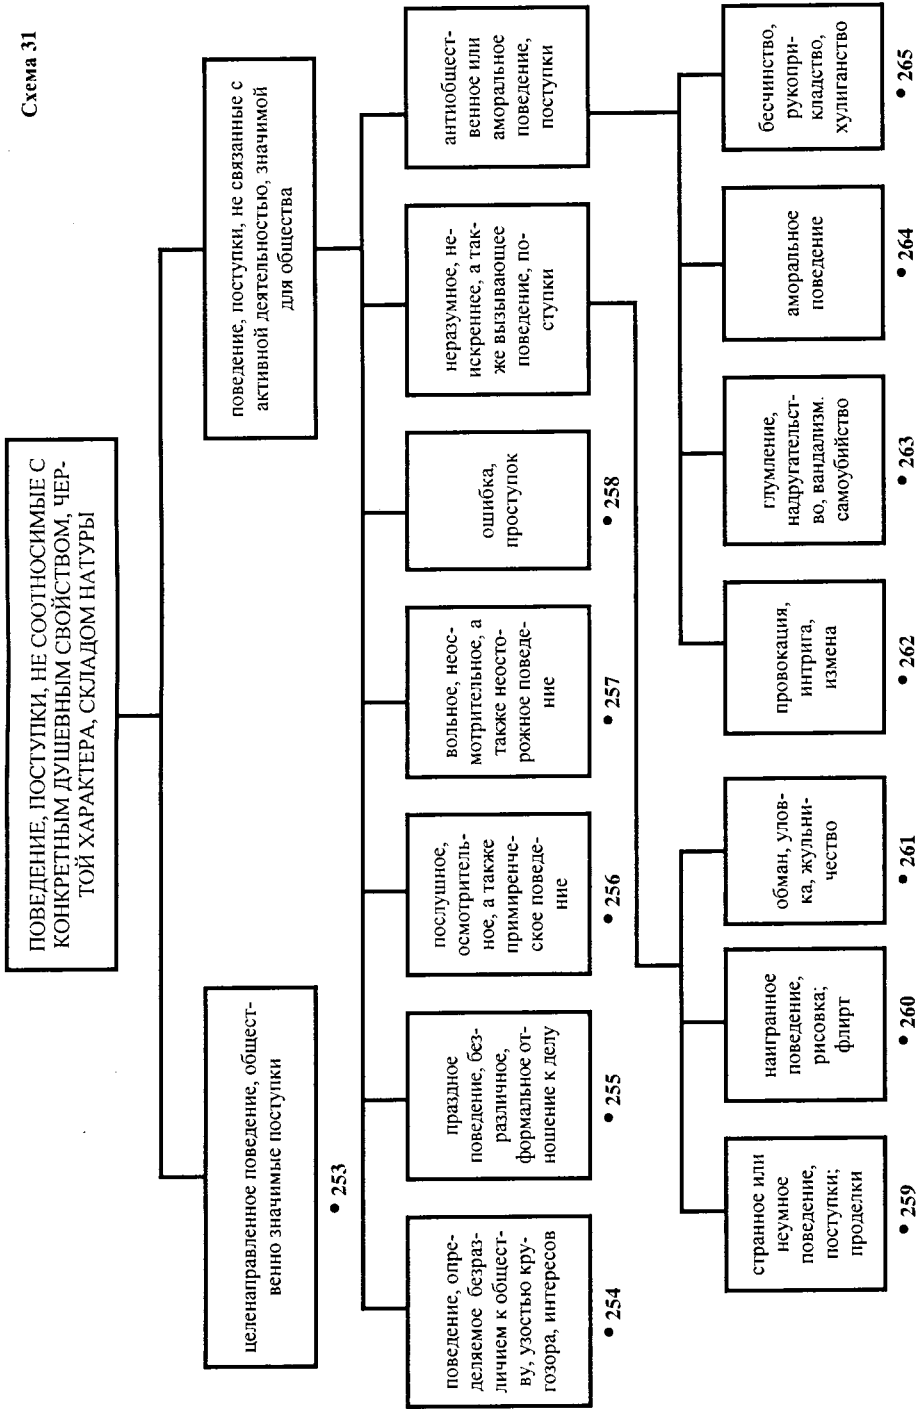 Схема 31
ПОВЕДЕНИЕ, ПОСТУПКИ, НЕ СООТНОСИМЫЕ С
КОНКРЕТНЫМ ДУШЕВНЫМ СВОЙСТВОМ, ЧЕР-
ТОЙ ХАРАКТЕРА, СКЛАДОМ НАТУРЫ
целенаправленное поведение, общест-
венно значимые поступки
• 253
поведение, поступки, не связанные с
активной деятельностью, значимой
для общества
поведение, опре-
деляемое безраз-
личием к общест-
ву, узостью кру-
гозора, интересов
• 254
праздное
поведение, без-
различное,
формальное от-
ношение к делу
• 255
послушное,
осмотритель-
ное, а также
примиренче-
ское поведе-
ние
• 256
вольное, неос-
мотрительное, а
также неосто-
рожное поведе-
ние
• 257
ошибка,
проступок
• 258
неразумное, не-
искреннее, а так-
же вызывающее
поведение, по-
ступки
антиобщест-
венное или
аморальное
поведение,
поступки
странное или
неумное
поведение,
поступки;
проделки
• 259
наигранное
поведение,
рисовка;
флирт
• 260
обман, улов-
ка, жульни-
чество
• 261
провокация,
интрига,
измена
• 262
глумление,
надругательст-
во, вандализм.
самоубийство
• 263
аморальное
поведение
• 264
бесчинство,
рукопри-
кладство,
хулиганство
• 265